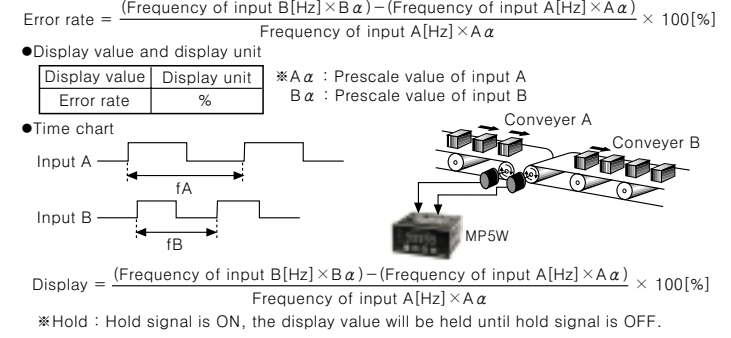 Error rate = (Frequency of input B[Hz]×Bα)−(Frequency of input A[Hz]×Aα) / Frequency of input A[Hz]×Aα × 100[%]
●Display value and display unit
Display value Display unit
Error rate %
※Aα : Prescale value of input A
Bα : Prescale value of input B
●Time chart
Input A
fA
Input B
fB
Conveyer A
Conveyer B
MP5W
Display = (Frequency of input B[Hz]×Bα)−(Frequency of input A[Hz]×Aα) / Frequency of input A[Hz]×Aα × 100[%]
※Hold : Hold signal is ON, the display value will be held until hold signal is OFF.